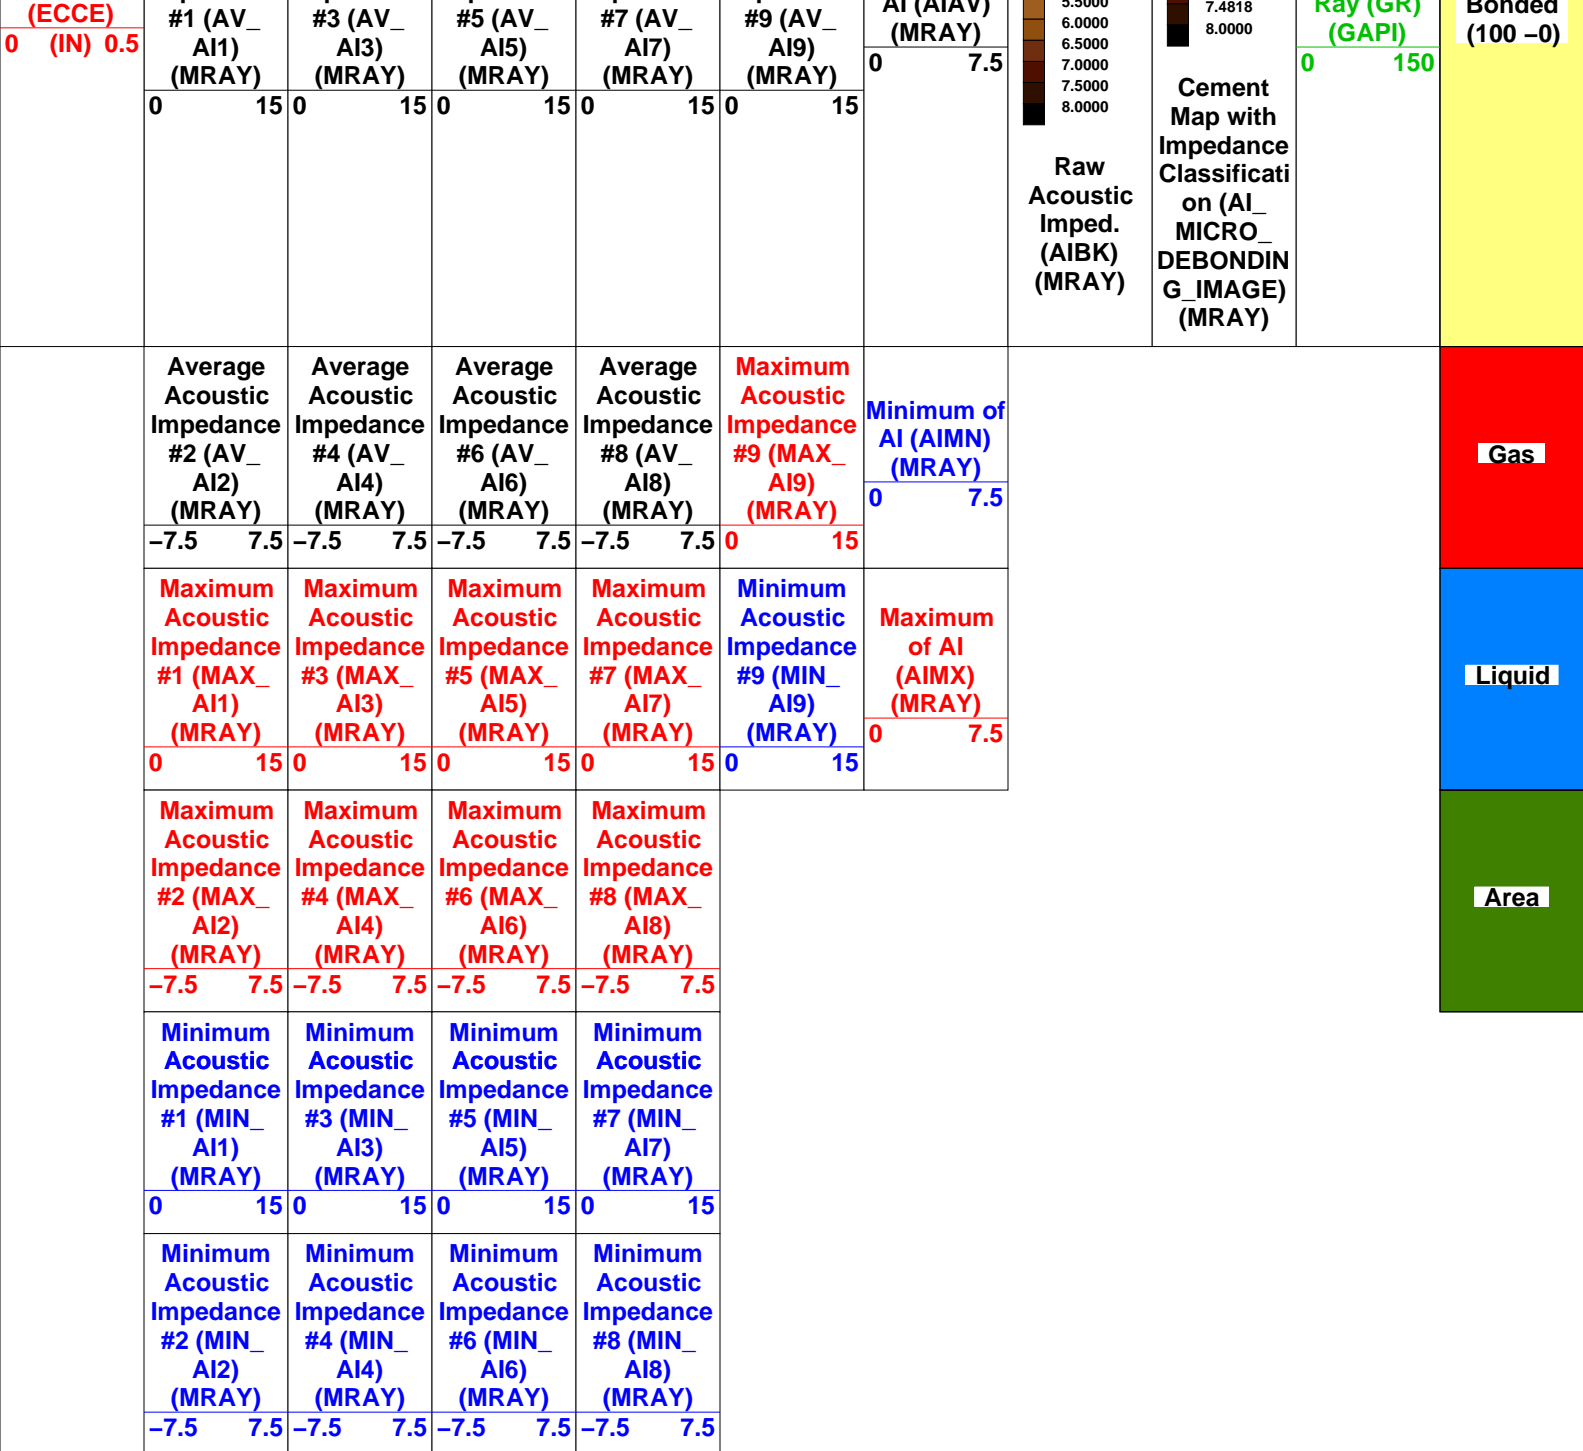 (ECCE)
0 (IN) 0.5
#1 (AV_
AI1)
(MRAY)
0 15
#3 (AV_
AI3)
(MRAY)
0 15
#5 (AV_
AI5)
(MRAY)
0 15
#7 (AV_
AI7)
(MRAY)
0 15
#9 (AV_
AI9)
(MRAY)
0 15
AI (AIAV)
(MRAY)
0 7.5
5.5000
6.0000
6.5000
7.0000
7.5000
8.0000
Raw
Acoustic
Imped.
(AIBK)
(MRAY)
7.4818
8.0000
Cement
Map with
Impedance
Classificati
on (AI_
MICRO_
DEBONDIN
G_IMAGE)
(MRAY)
Ray (GR)
(GAPI)
0 150
Bonded
(100 −0)
Average
Acoustic
Impedance
#2 (AV_
AI2)
(MRAY)
−7.5 7.5
Average
Acoustic
Impedance
#4 (AV_
AI4)
(MRAY)
−7.5 7.5
Average
Acoustic
Impedance
#6 (AV_
AI6)
(MRAY)
−7.5 7.5
Average
Acoustic
Impedance
#8 (AV_
AI8)
(MRAY)
−7.5 7.5
Maximum
Acoustic
Impedance
#9 (MAX_
AI9)
(MRAY)
0 15
Minimum of
AI (AIMN)
(MRAY)
0 7.5
Gas
Maximum
Acoustic
Impedance
#1 (MAX_
AI1)
(MRAY)
0 15
Maximum
Acoustic
Impedance
#3 (MAX_
AI3)
(MRAY)
0 15
Maximum
Acoustic
Impedance
#5 (MAX_
AI5)
(MRAY)
0 15
Maximum
Acoustic
Impedance
#7 (MAX_
AI7)
(MRAY)
0 15
Minimum
Acoustic
Impedance
#9 (MIN_
AI9)
(MRAY)
0 15
Maximum
of AI
(AIMX)
(MRAY)
0 7.5
Liquid
Maximum
Acoustic
Impedance
#2 (MAX_
AI2)
(MRAY)
−7.5 7.5
Maximum
Acoustic
Impedance
#4 (MAX_
AI4)
(MRAY)
−7.5 7.5
Maximum
Acoustic
Impedance
#6 (MAX_
AI6)
(MRAY)
−7.5 7.5
Maximum
Acoustic
Impedance
#8 (MAX_
AI8)
(MRAY)
−7.5 7.5
Area
Minimum
Acoustic
Impedance
#1 (MIN_
AI1)
(MRAY)
0 15
Minimum
Acoustic
Impedance
#3 (MIN_
AI3)
(MRAY)
0 15
Minimum
Acoustic
Impedance
#5 (MIN_
AI5)
(MRAY)
0 15
Minimum
Acoustic
Impedance
#7 (MIN_
AI7)
(MRAY)
0 15
Minimum
Acoustic
Impedance
#2 (MIN_
AI2)
(MRAY)
−7.5 7.5
Minimum
Acoustic
Impedance
#4 (MIN_
AI4)
(MRAY)
−7.5 7.5
Minimum
Acoustic
Impedance
#6 (MIN_
AI6)
(MRAY)
−7.5 7.5
Minimum
Acoustic
Impedance
#8 (MIN_
AI8)
(MRAY)
−7.5 7.5